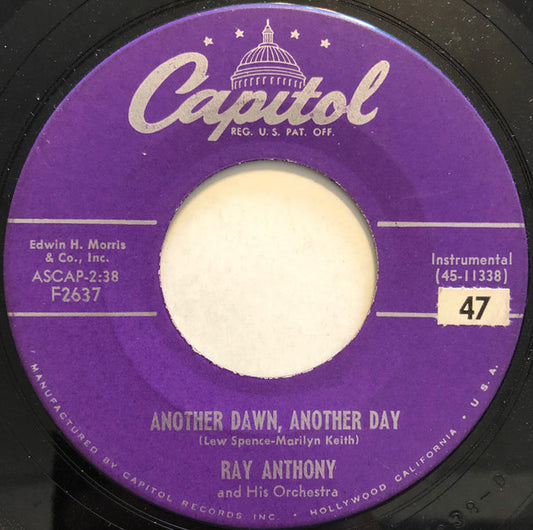 Capitol
REG. U.S. PAT. OFF.
Edwin H. Morris
& Co., Inc.
ASCAP-2:38
F2637
Instrumental
(45-11338)
47
ANOTHER DAWN, ANOTHER DAY
(Lew Spence-Marilyn Keith)
RAY ANTHONY
and His Orchestra
MANUFACTURED BY CAPITOL RECORDS INC. • HOLLYWOOD CALIFORNIA • U.S.A.